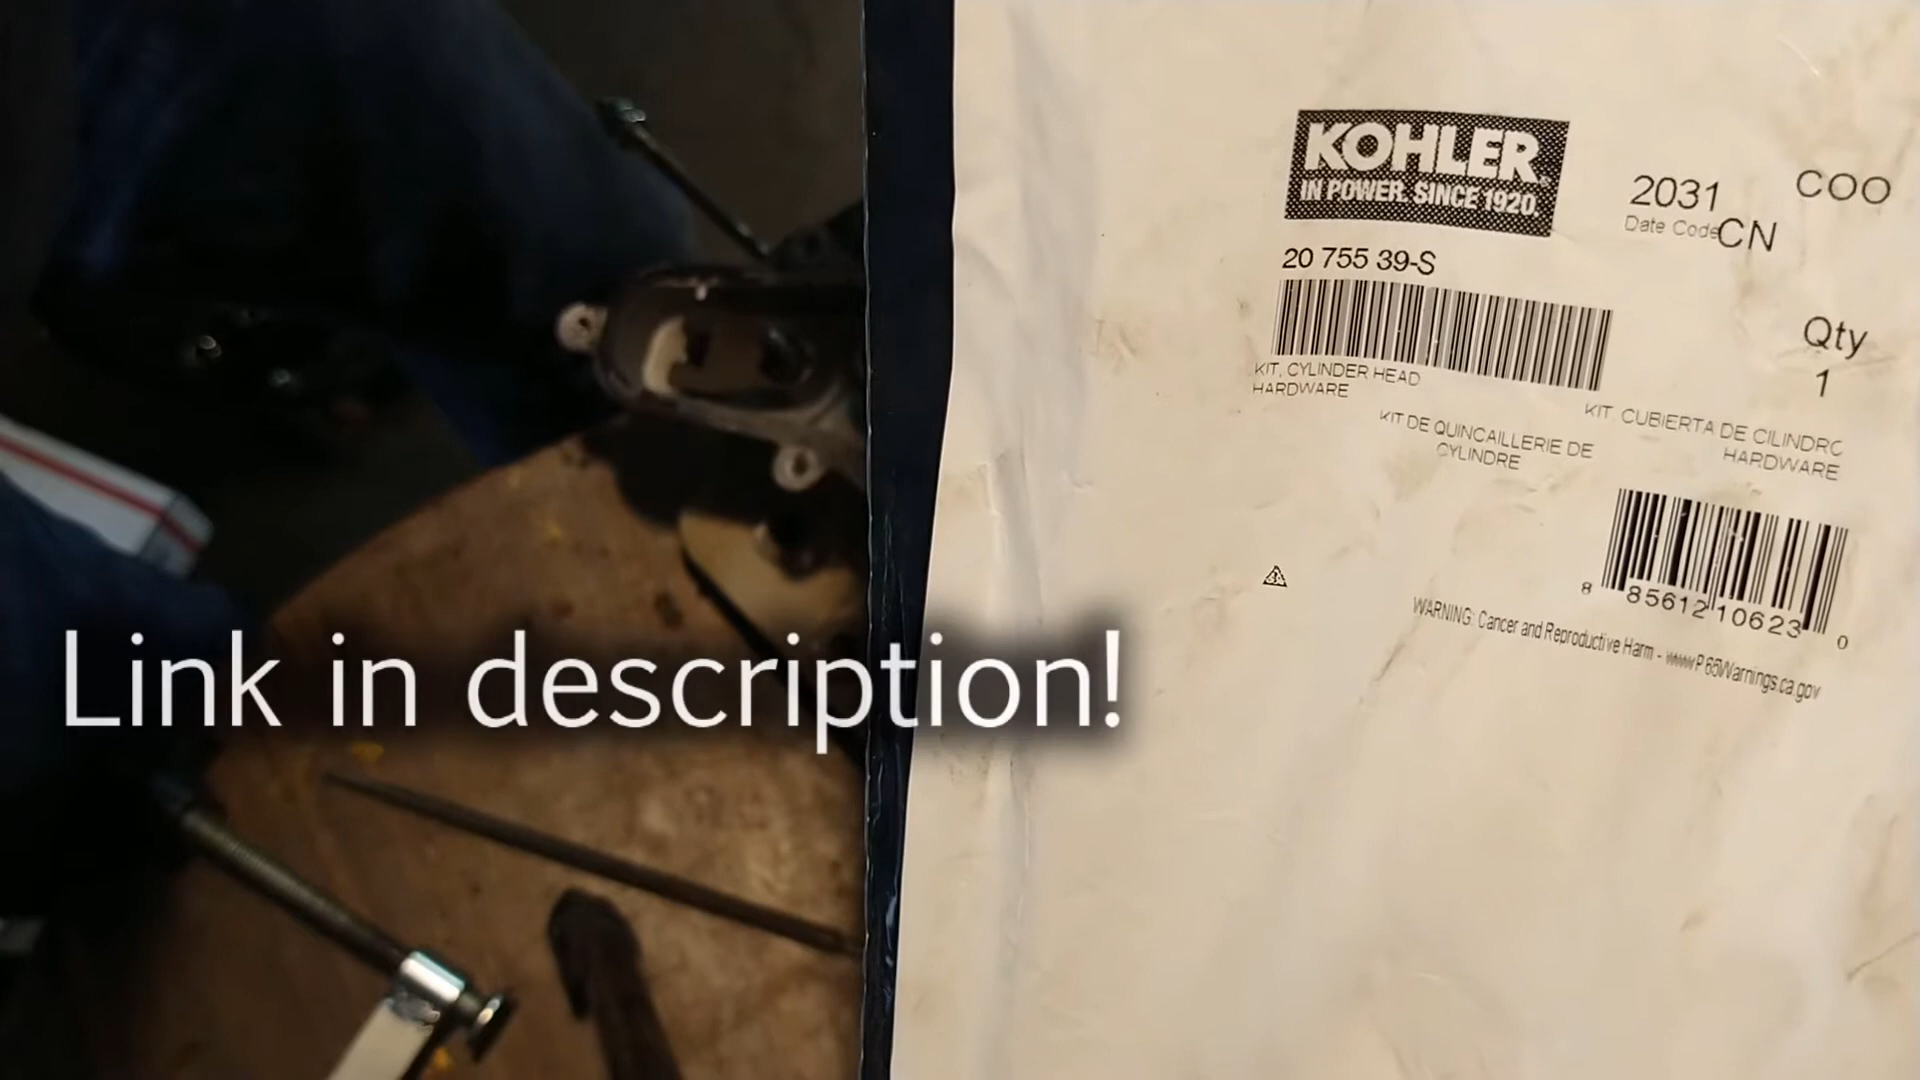 KOHLER
IN POWER. SINCE 1920.
2031
Date Code
CN
COO
20 755 39-S
Qty
1
KIT, CYLINDER HEAD
HARDWARE
KIT DE QUINCAILLERIE DE
CYLINDRE
KIT, CUBIERTA DE CILINDRO
HARDWARE
8 85612 10623 0
WARNING: Cancer and Reproductive Harm - www.P65Warnings.ca.gov
Link in description!